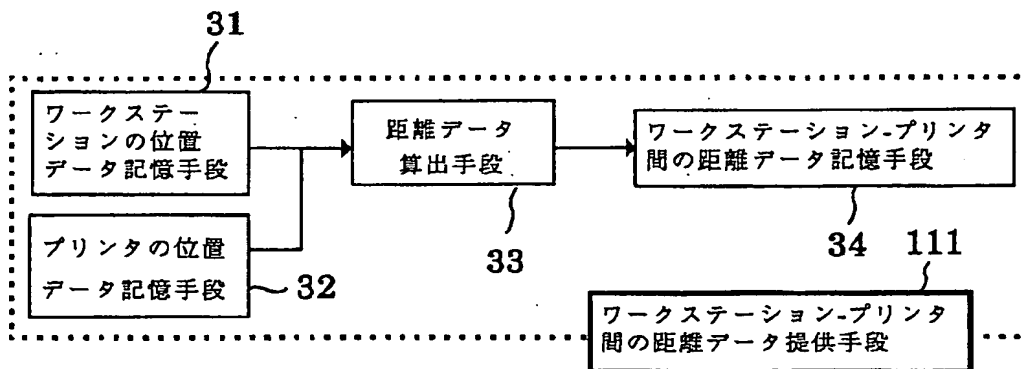 31
ワークステー
ションの位置
データ記憶手段
距離データ
算出手段
ワークステーション-プリンタ
間の距離データ記憶手段
プリンタの位置
データ記憶手段
32
33
34
111
ワークステーション-プリンタ
間の距離データ提供手段